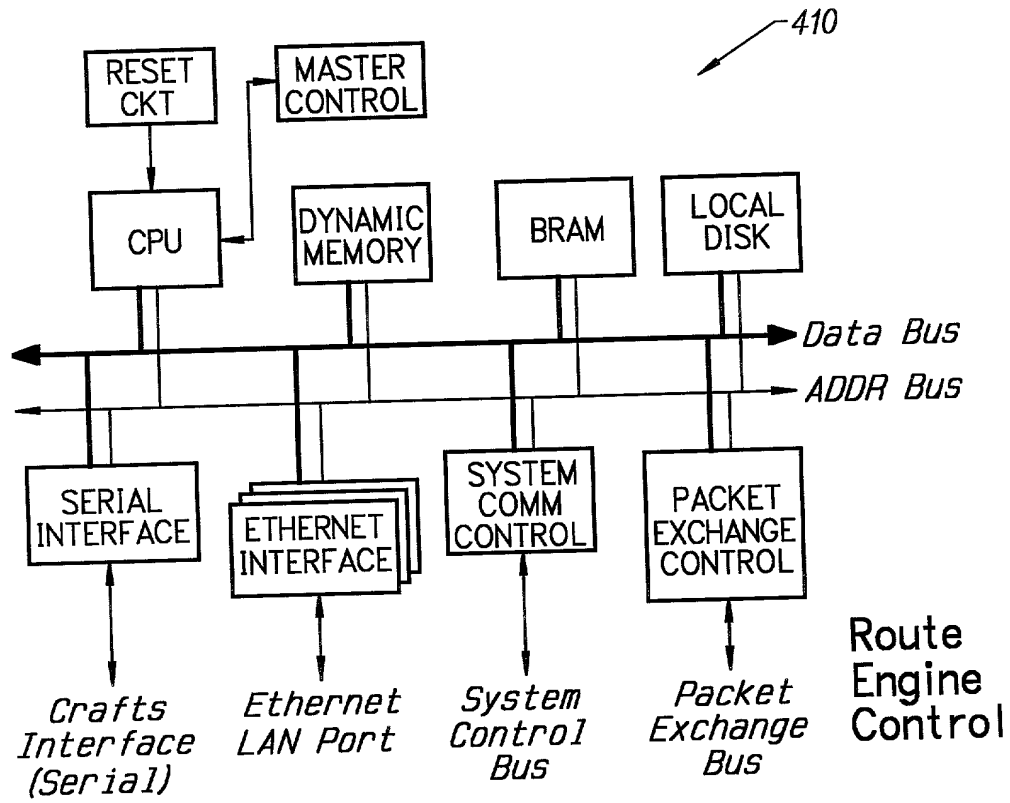 410
RESET
CKT
MASTER
CONTROL
CPU
DYNAMIC
MEMORY
BRAM
LOCAL
DISK
Data Bus
ADDR Bus
SERIAL
INTERFACE
ETHERNET
INTERFACE
SYSTEM
COMM
CONTROL
PACKET
EXCHANGE
CONTROL
Crafts
Interface
(Serial)
Ethernet
LAN Port
System
Control
Bus
Packet
Exchange
Bus
Route
Engine
Control